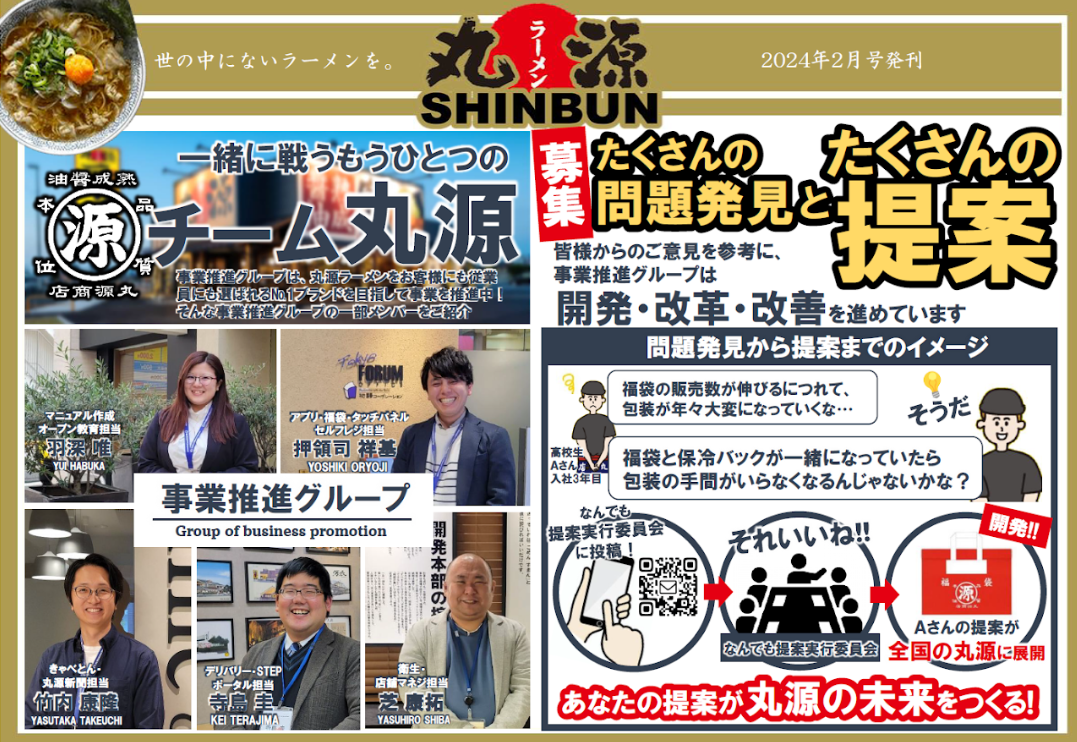 世の中にないラーメンを。
丸源
ラーメン
SHINBUN
2024年2月号発刊
一緒に戦うもうひとつの
チーム丸源
油醬成熟
本 品
源
位 質
店商源丸
事業推進グループは、丸源ラーメンをお客様にも従業
員にも選ばれるNo.1ブランドを目指して事業を推進中!
そんな事業推進グループの一部メンバーをご紹介
マニュアル作成
オープン教育担当
羽深 唯
YUI HABUKA
FORUM
アプリ・福袋・タッチパネル
セルフレジ担当
押領司 祥基
YOSHIKI ORYOJI
事業推進グループ
Group of business promotion
きゃべとん・
丸源新聞担当
竹内 康隆
YASUTAKA TAKEUCHI
デリバリー・STEP
ポータル担当
寺島 圭
KEI TERAJIMA
開発本部の
衛生・
店舗マネジ担当
芝 康拓
YASUHIRO SHIBA
募集
たくさんの
問題発見と
たくさんの
提案
皆様からのご意見を参考に、
事業推進グループは
開発・改革・改善を進めています
問題発見から提案までのイメージ
福袋の販売数が伸びるにつれて、
包装が年々大変になっていくな…
高校生
Aさん
入社3年目
そうだ
福袋と保冷バックが一緒になっていたら
包装の手間がいらなくなるんじゃないかな?
なんでも
提案実行委員会
に投稿!
それいいね!!
なんでも提案実行委員会
開発!!
福 袋
源
Aさんの提案が
全国の丸源に展開
あなたの提案が丸源の未来をつくる!